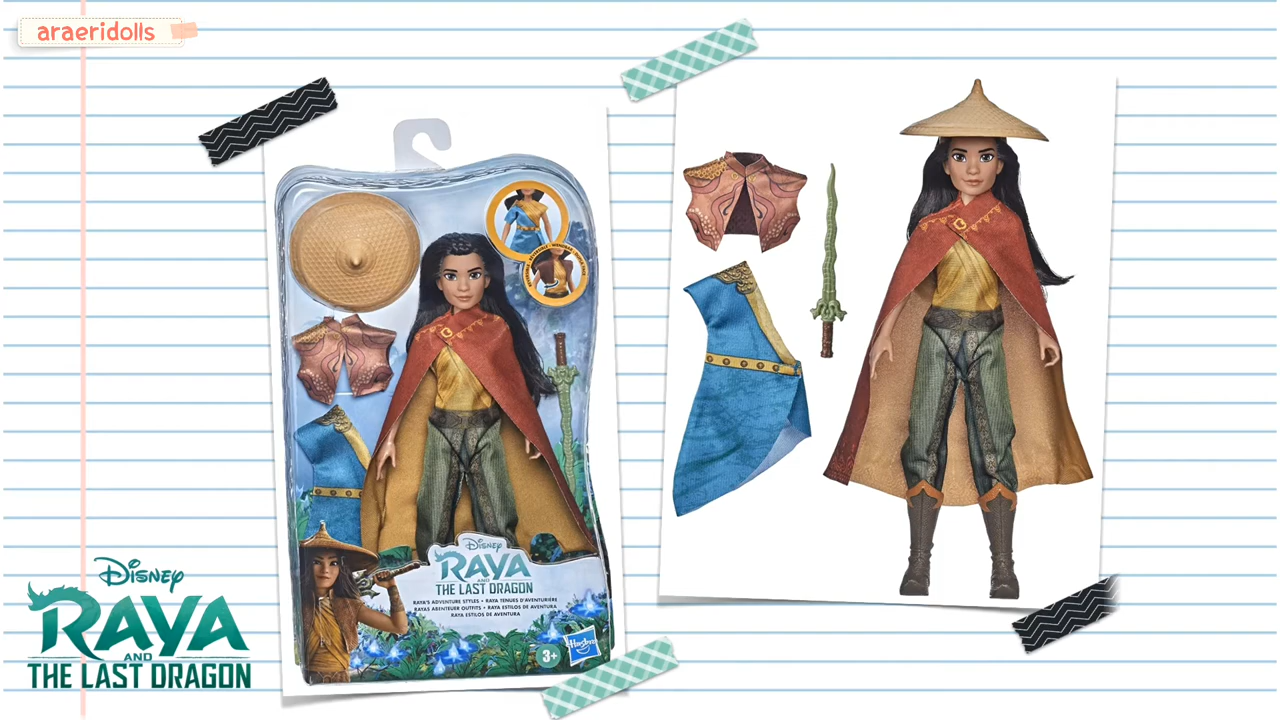 araeridolls
Disney
RAYA
AND
THE LAST DRAGON
RAYA'S ADVENTURE STYLES • RAYA TENUES D'AVENTURIÈRE
RAYAS ABENTEUER OUTFITS • RAYA ESTILOS DE AVENTURA
RAYA ESTILOS DE AVENTURA
3+
Hasbro
Disney
RAYA
AND
THE LAST DRAGON